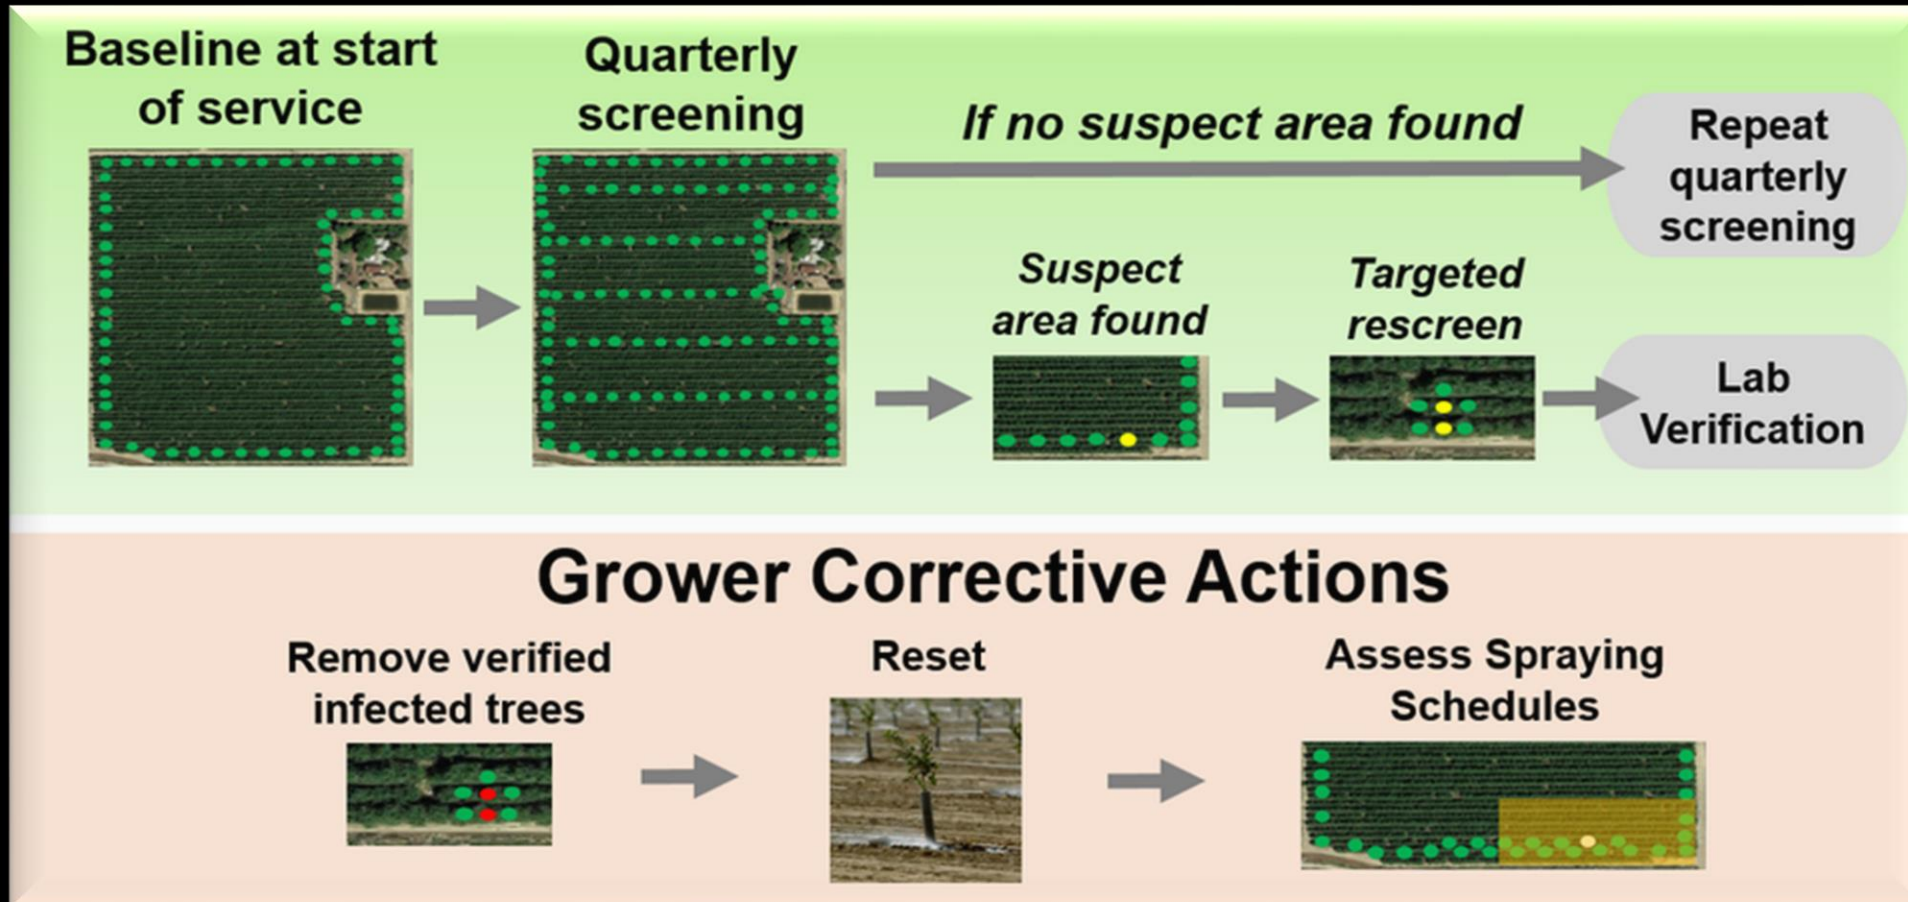 Baseline at start
of service
Quarterly
screening
If no suspect area found
Repeat
quarterly
screening
Suspect
area found
Targeted
rescreen
Lab
Verification
Grower Corrective Actions
Remove verified
infected trees
Reset
Assess Spraying
Schedules